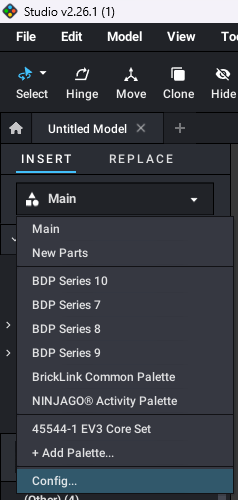 Studio v2.26.1 (1)
File Edit Model View
Select Hinge Move Clone Hide
Untitled Model
INSERT REPLACE
Main
Main
New Parts
BDP Series 10
BDP Series 7
BDP Series 8
BDP Series 9
BrickLink Common Palette
NINJAGO® Activity Palette
45544-1 EV3 Core Set
+ Add Palette...
Config...
(Other) (4)